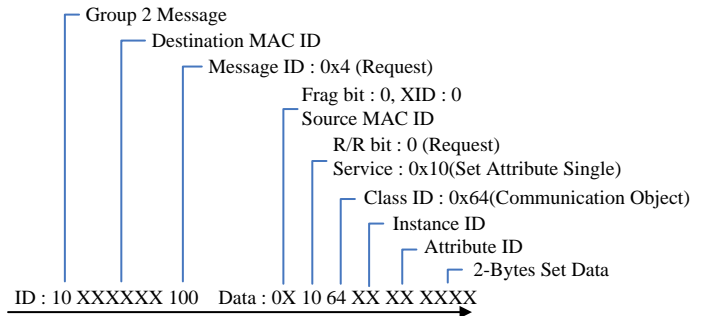 Group 2 Message
Destination MAC ID
Message ID : 0x4 (Request)
Frag bit : 0, XID : 0
Source MAC ID
R/R bit : 0 (Request)
Service : 0x10(Set Attribute Single)
Class ID : 0x64(Communication Object)
Instance ID
Attribute ID
2-Bytes Set Data
ID : 10 XXXXXX 100 Data : 0X 10 64 XX XX XXXX